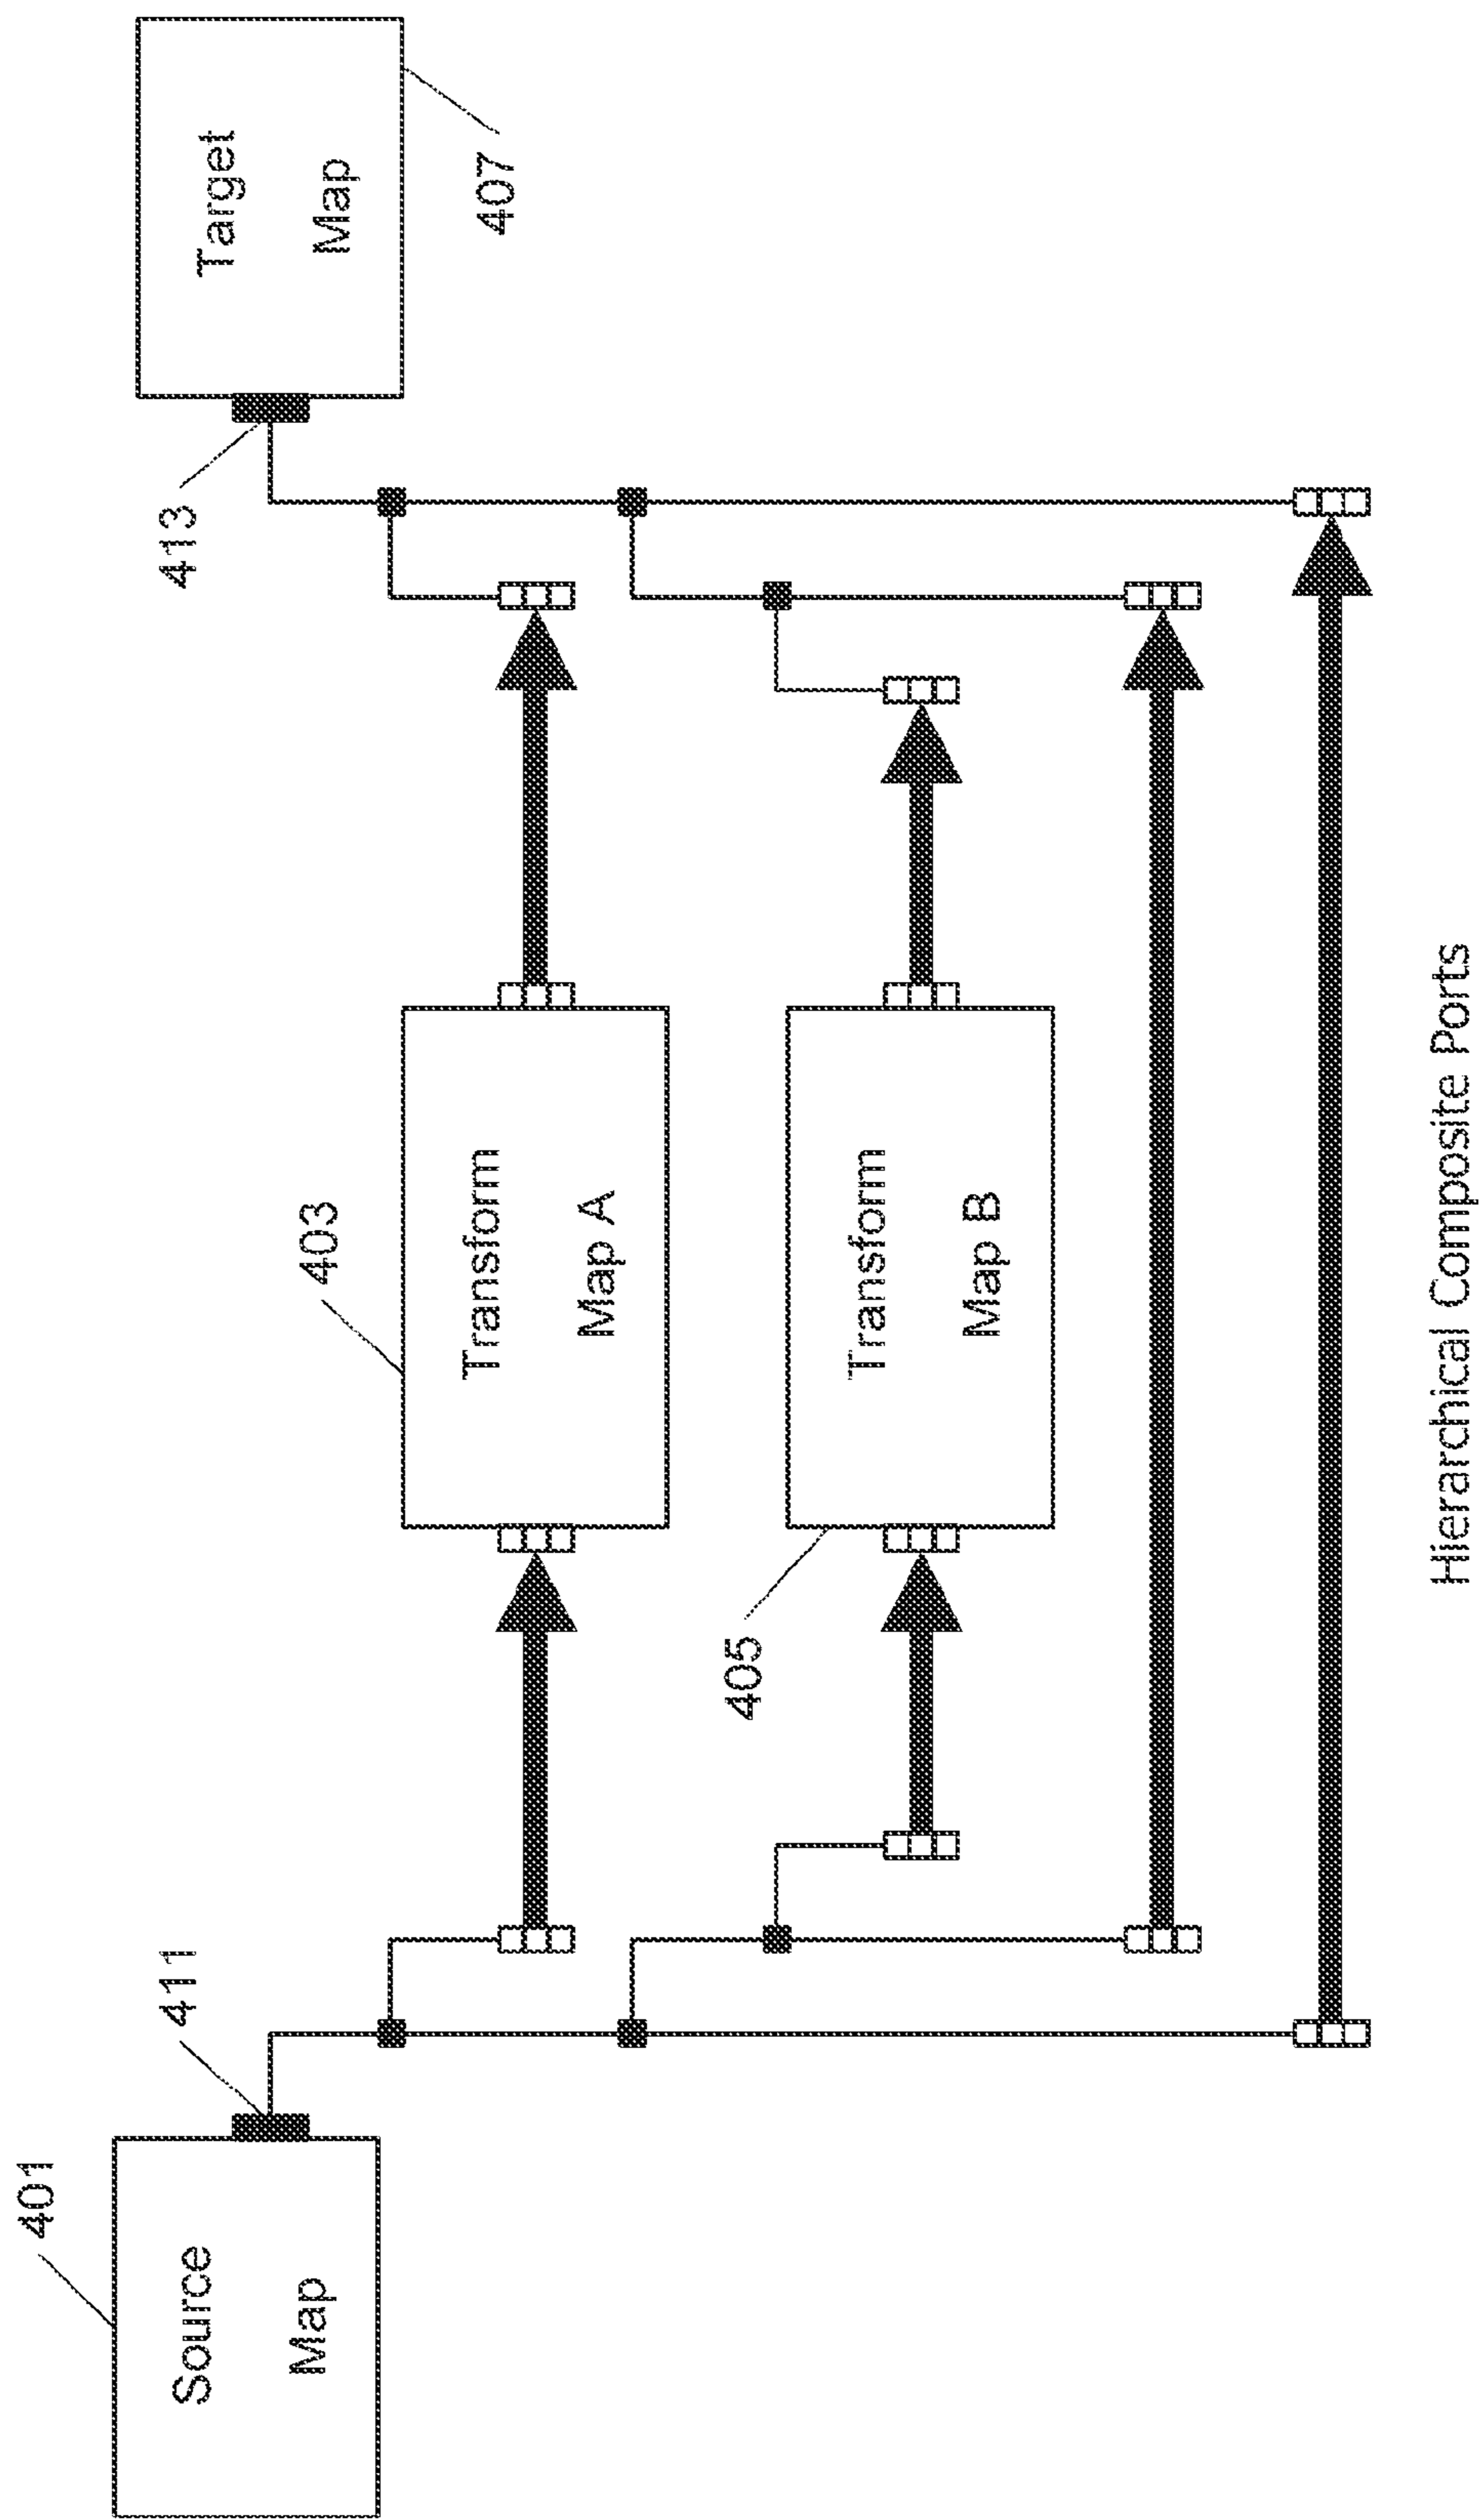 401
Source
Map
411
403
Transform
Map A
405
Transform
Map B
413
Target
Map
407
Hierarchical Composite Ports